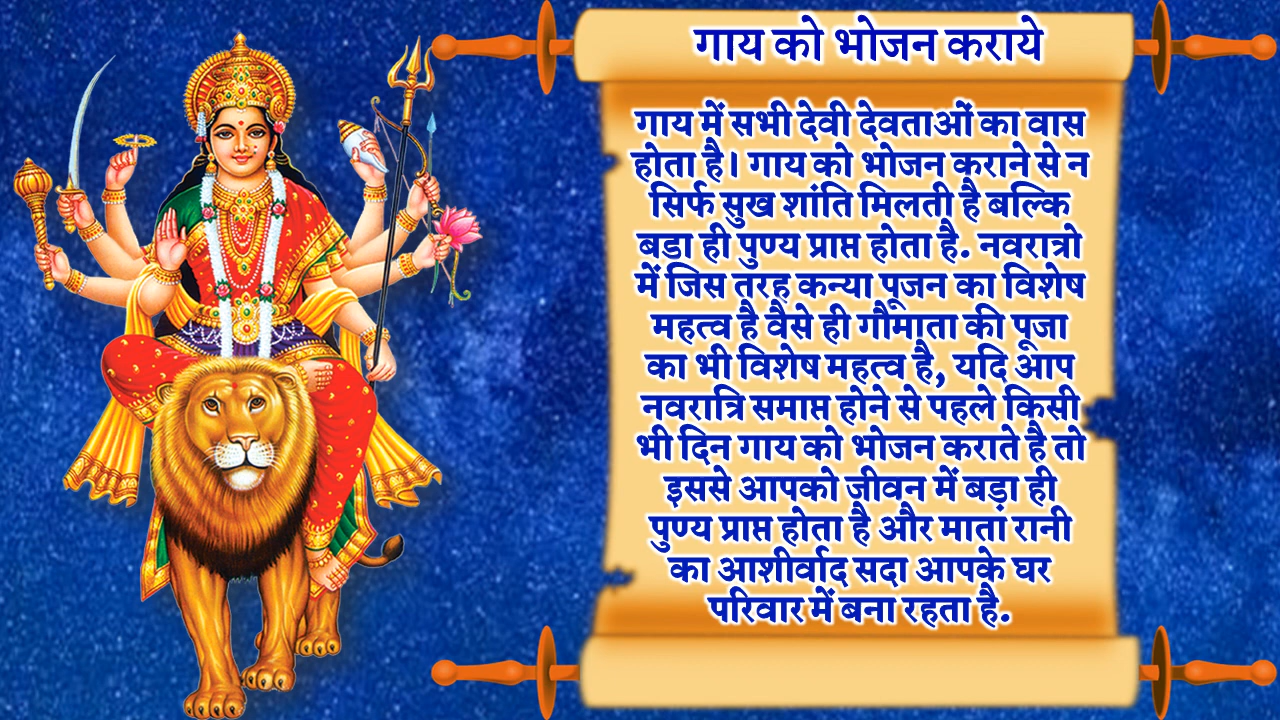 गाय को भोजन कराये
गाय में सभी देवी देवताओं का वास
होता है। गाय को भोजन कराने से न
सिर्फ सुख शांति मिलती है बल्कि
बडा ही पुण्य प्राप्त होता है. नवरात्रो
में जिस तरह कन्या पूजन का विशेष
महत्व है वैसे ही गौमाता की पूजा
का भी विशेष महत्व है, यदि आप
नवरात्रि समाप्त होने से पहले किसी
भी दिन गाय को भोजन कराते है तो
इससे आपको जीवन में बड़ा ही
पुण्य प्राप्त होता है और माता रानी
का आशीर्वाद सदा आपके घर
परिवार में बना रहता है.